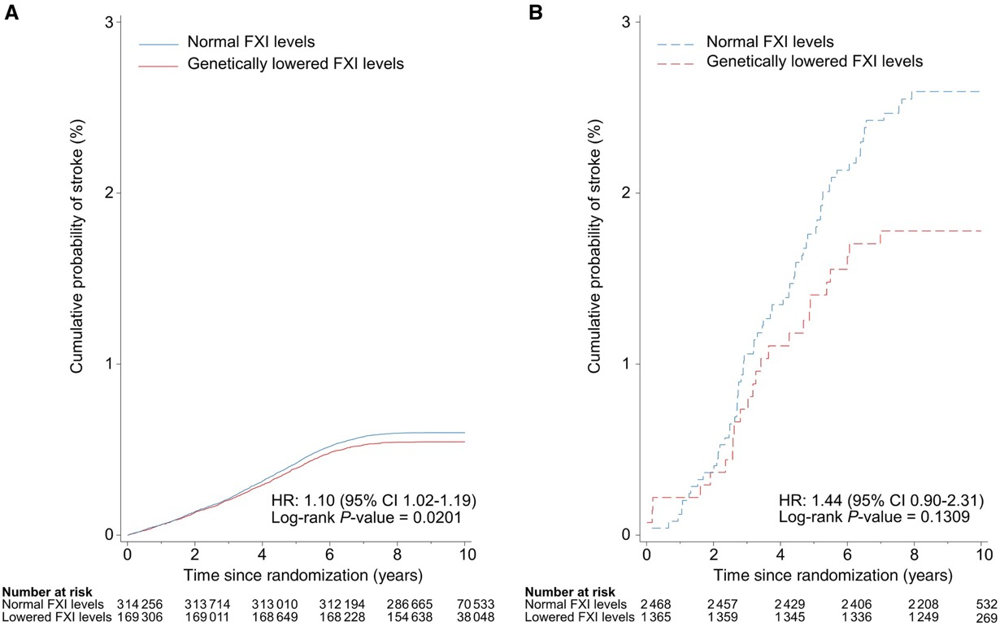 A
3
2
1
0
Cumulative probability of stroke (%)
Normal FXI levels
Genetically lowered FXI levels
HR: 1.10 (95% CI 1.02-1.19)
Log-rank P-value = 0.0201
0 2 4 6 8 10
Time since randomization (years)
Number at risk
Normal FXI levels 314 256 313 714 313 010 312 194 286 665 70 533
Lowered FXI levels 169 306 169 011 168 649 168 228 154 638 38 048
B
3
2
1
0
Cumulative probability of stroke (%)
Normal FXI levels
Genetically lowered FXI levels
HR: 1.44 (95% CI 0.90-2.31)
Log-rank P-value = 0.1309
0 2 4 6 8 10
Time since randomization (years)
Number at risk
Normal FXI levels 2 468 2 457 2 429 2 406 2 208 532
Lowered FXI levels 1 365 1 359 1 345 1 336 1 249 269